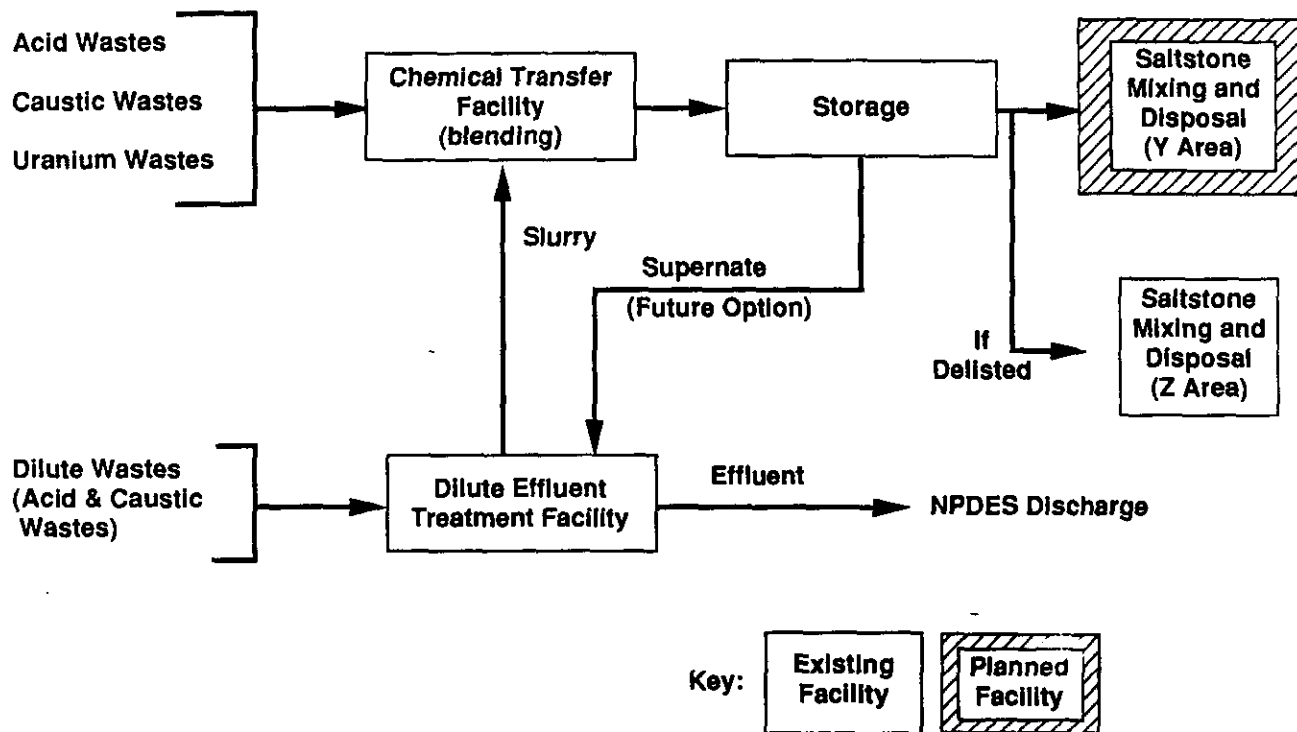 Acid Wastes
Caustic Wastes
Uranium Wastes
Chemical Transfer
Facility
(blending)
Storage
Saltstone
Mixing and
Disposal
(Y Area)
Slurry
Supernate
(Future Option)
If
Delisted
Saltstone
Mixing and
Disposal
(Z Area)
Dilute Wastes
(Acid & Caustic
Wastes)
Dilute Effluent
Treatment Facility
Effluent
NPDES Discharge
Key:
Existing
Facility
Planned
Facility